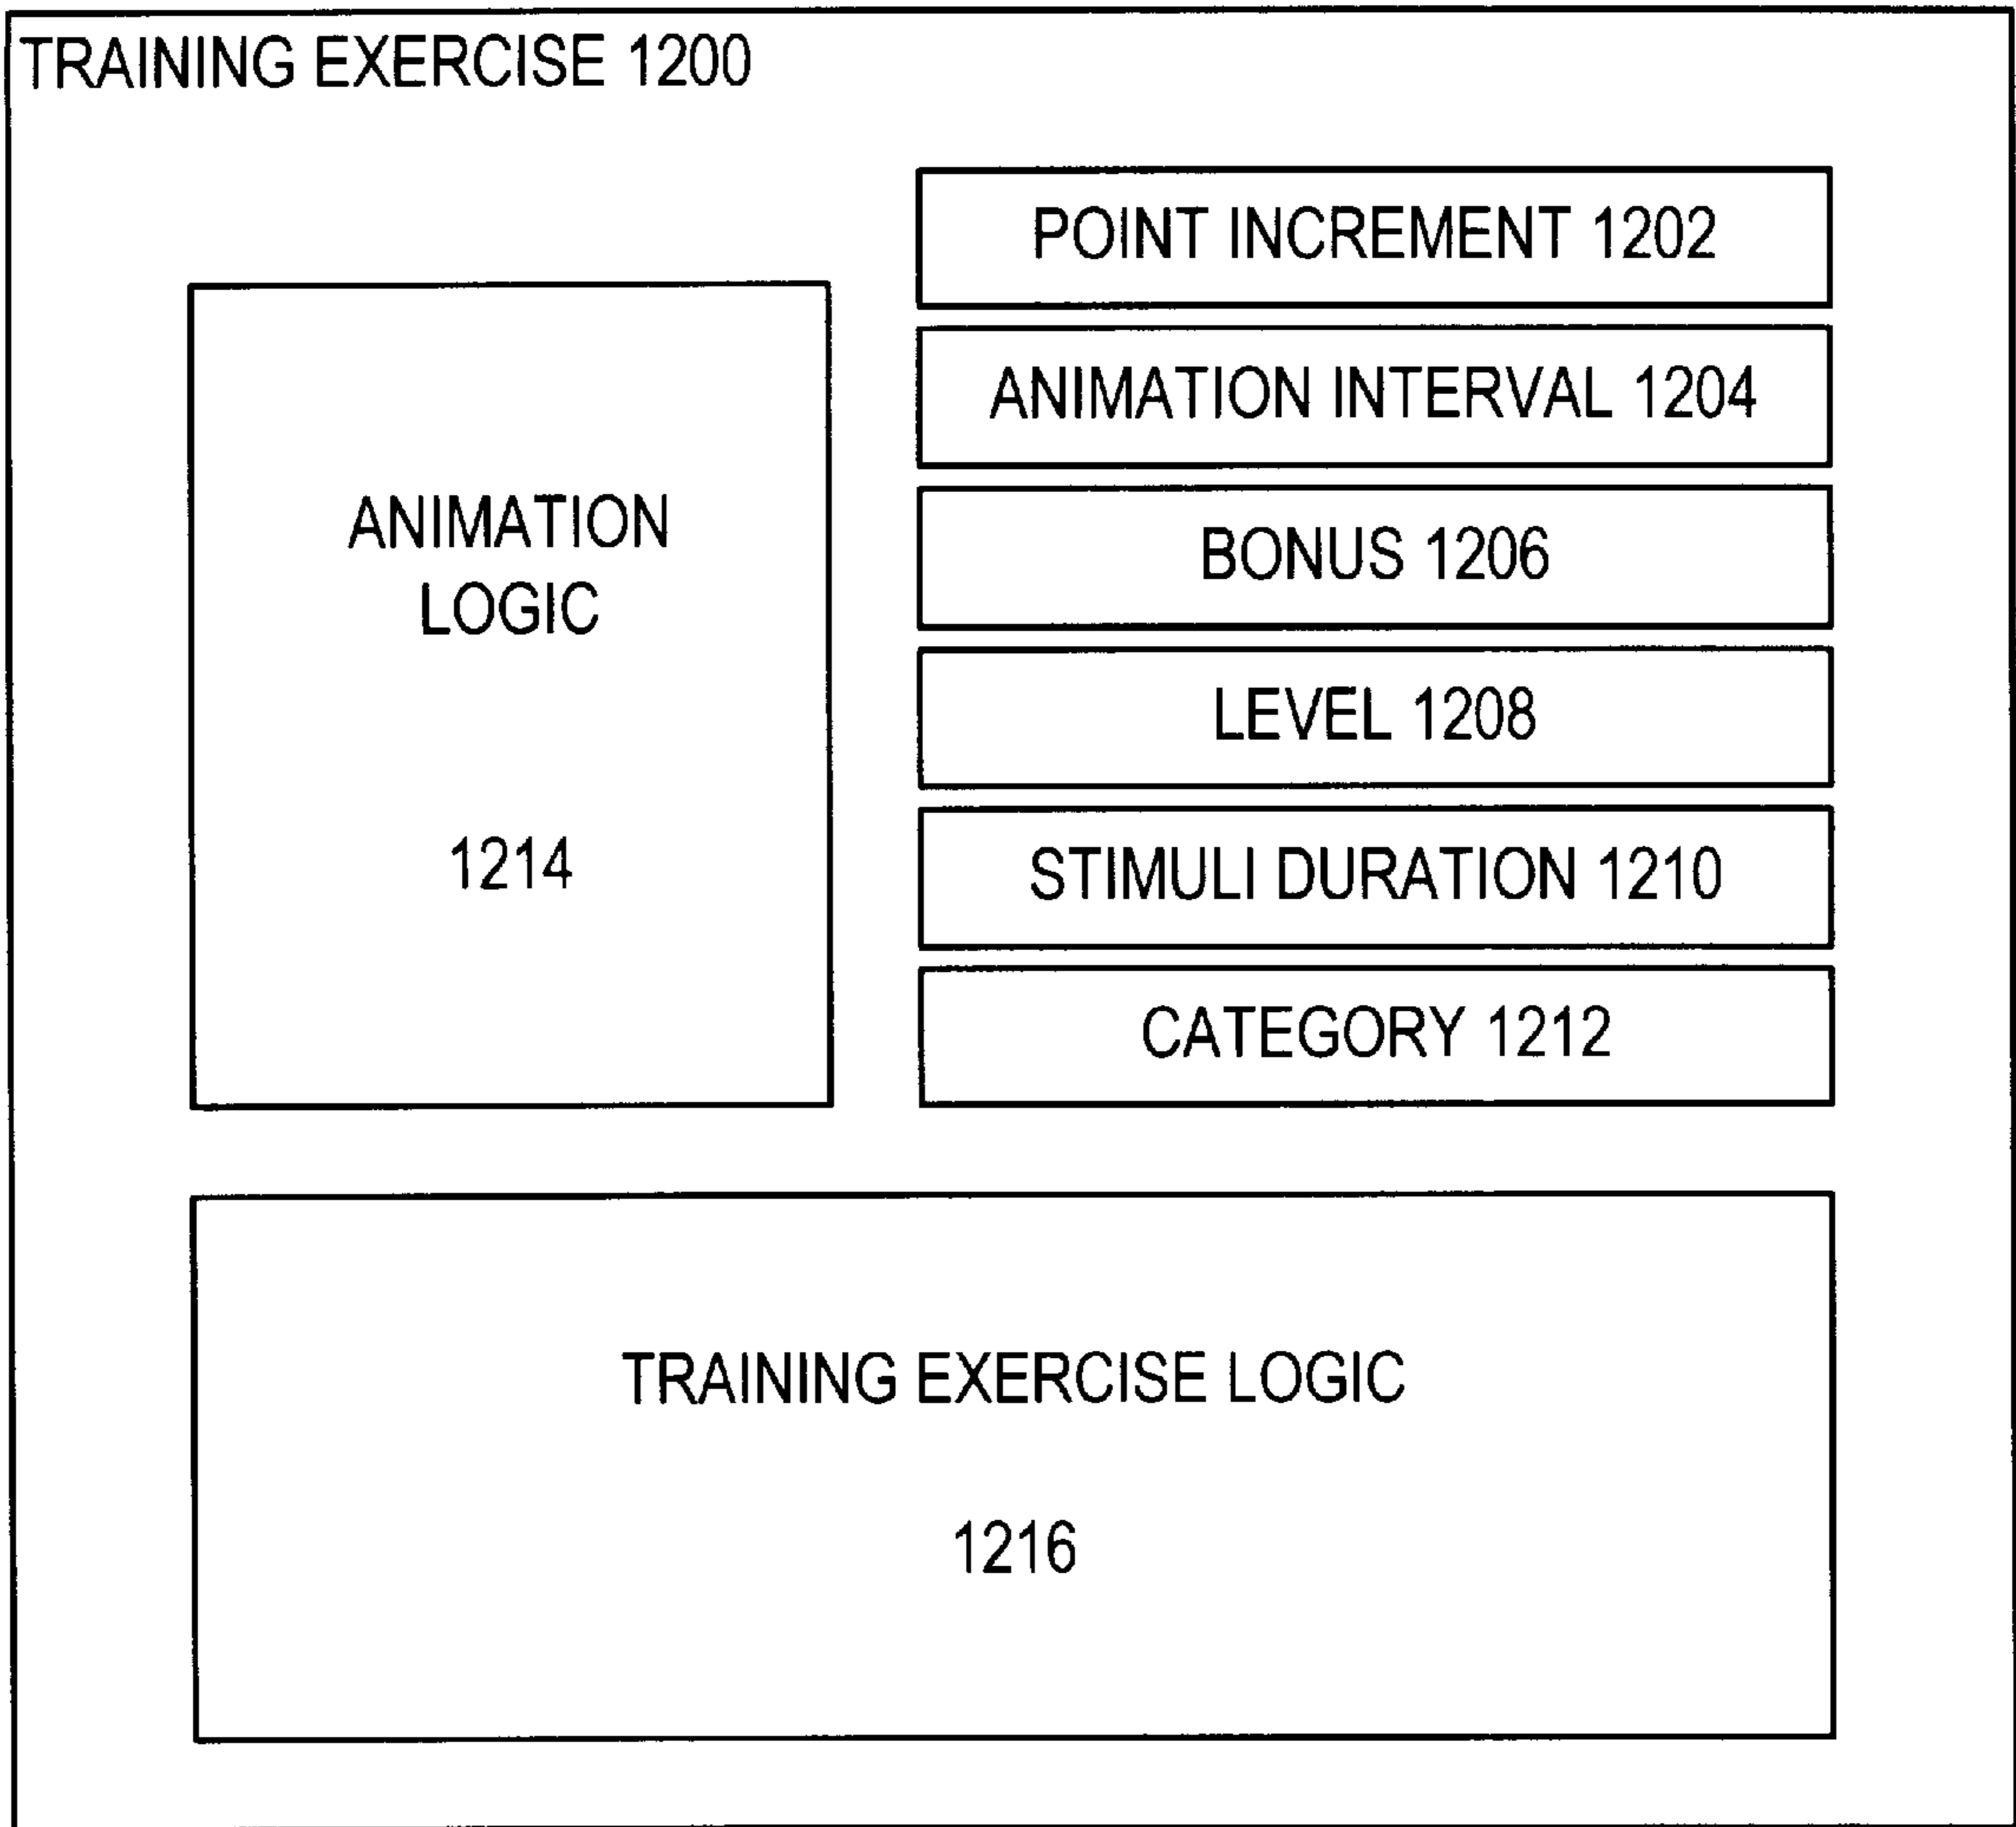 TRAINING EXERCISE 1200
ANIMATION
LOGIC
1214
POINT INCREMENT 1202
ANIMATION INTERVAL 1204
BONUS 1206
LEVEL 1208
STIMULI DURATION 1210
CATEGORY 1212
TRAINING EXERCISE LOGIC
1216